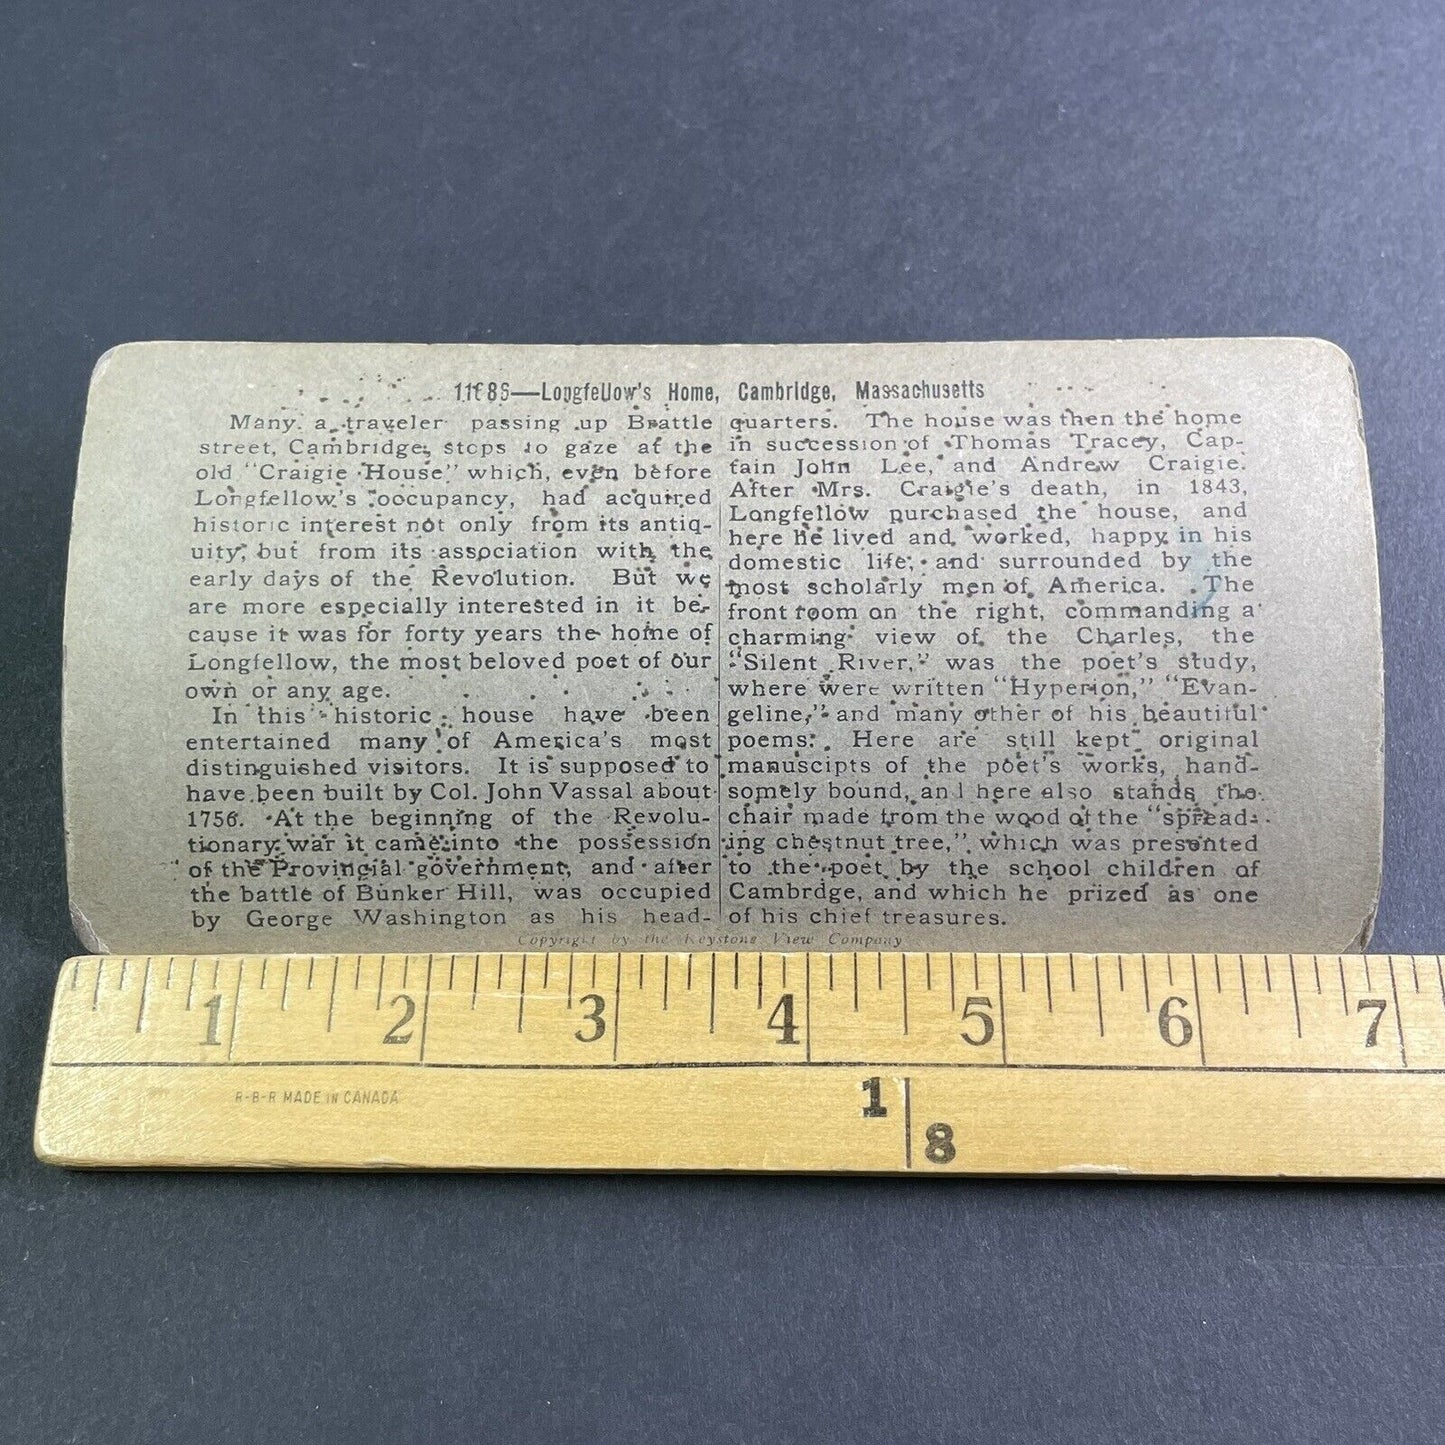 11686—Longfellow's Home, Cambridge, Massachusetts
Many a traveler passing up Brattle
street, Cambridge, stops to gaze at the
old "Craigie House" which, even before
Longfellow's occupancy, had acquired
historic interest not only from its antiq-
uity, but from its association with the
early days of the Revolution. But we
are more especially interested in it be-
cause it was for forty years the home of
Longfellow, the most beloved poet of our
own or any age.
In this historic house have been
entertained many of America's most
distinguished visitors. It is supposed to
have been built by Col. John Vassal about
1756. At the beginning of the Revolu-
tionary war it came into the possession
of the Provincial government, and after
the battle of Bunker Hill, was occupied
by George Washington as his head-
quarters. The house was then the home
in succession of Thomas Tracey, Cap-
tain John Lee, and Andrew Craigie.
After Mrs. Craigie's death, in 1843,
Longfellow purchased the house, and
here he lived and worked, happy in his
domestic life, and surrounded by the
most scholarly men of America. The
front room on the right, commanding a
charming view of the Charles, the
"Silent River," was the poet's study,
where were written "Hyperion," "Evan-
geline," and many other of his beautiful
poems. Here are still kept original
manuscipts of the poet's works, hand-
somely bound, and here also stands the
chair made from the wood of the "spread-
ing chestnut tree," which was presented
to the poet by the school children of
Cambrdge, and which he prized as one
of his chief treasures.
Copyright by the Keystone View Company
1 2 3 4 5 6 7
R-B-R MADE IN CANADA
1
8